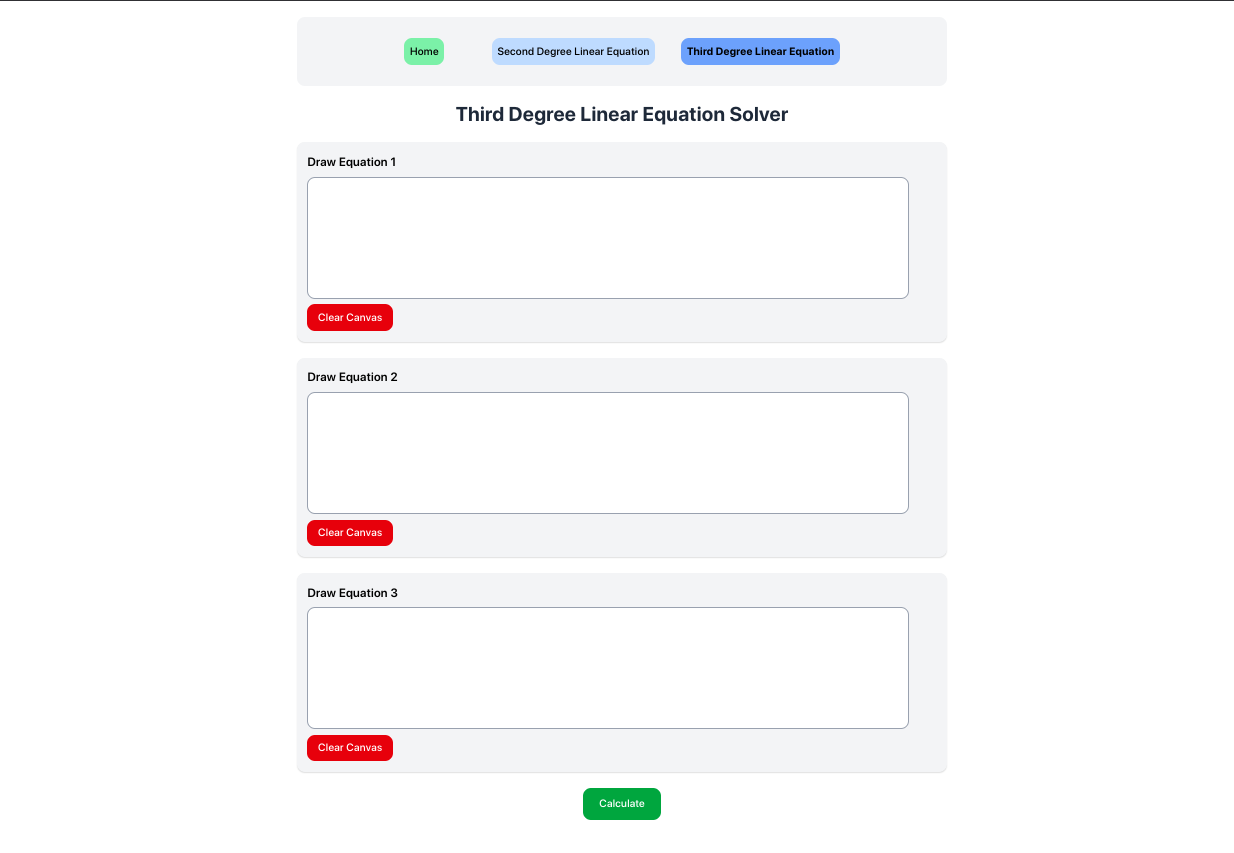 Home Second Degree Linear Equation Third Degree Linear Equation
Third Degree Linear Equation Solver
Draw Equation 1
Clear Canvas
Draw Equation 2
Clear Canvas
Draw Equation 3
Clear Canvas
Calculate